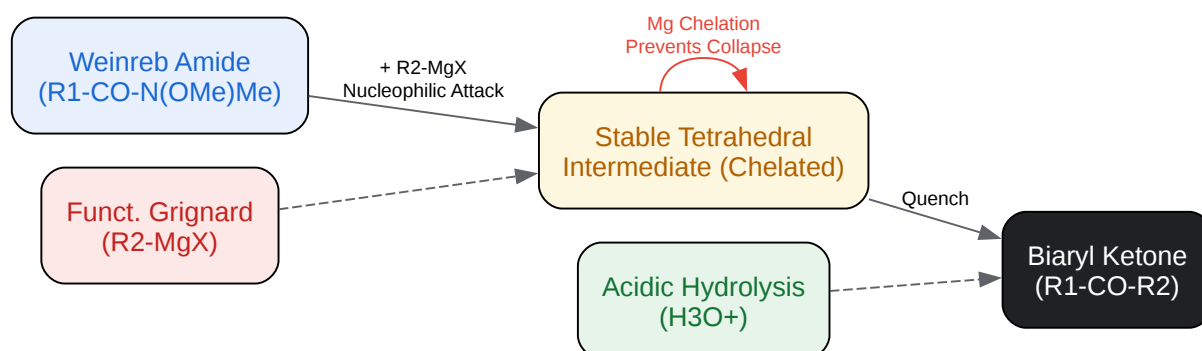 Weinreb Amide
(R1-CO-N(OMe)Me)
+ R2-MgX
Nucleophilic Attack
Mg Chelation
Prevents Collapse
Stable Tetrahedral
Intermediate (Chelated)
Funct. Grignard
(R2-MgX)
Quench
Acidic Hydrolysis
(H3O+)
Biaryl Ketone
(R1-CO-R2)